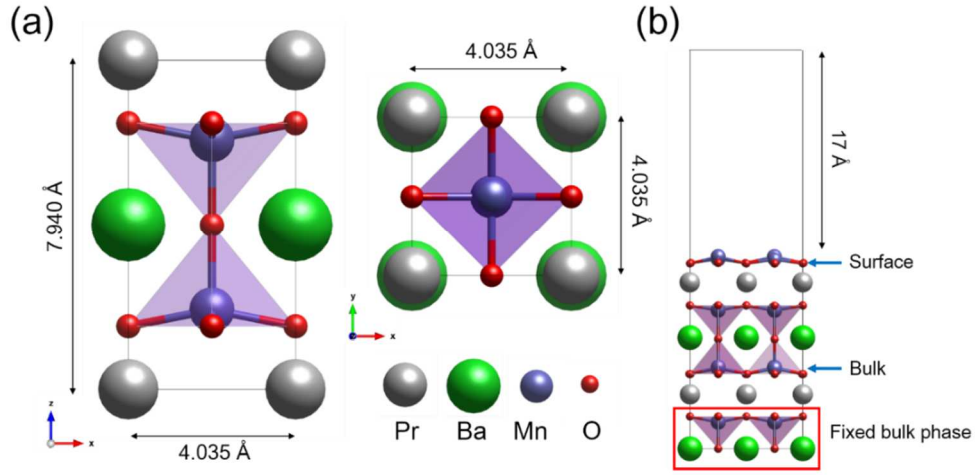 (a)
7.940 Å
4.035 Å
z
x
4.035 Å
4.035 Å
y
x
Pr Ba Mn O
(b)
17 Å
Surface
Bulk
Fixed bulk phase